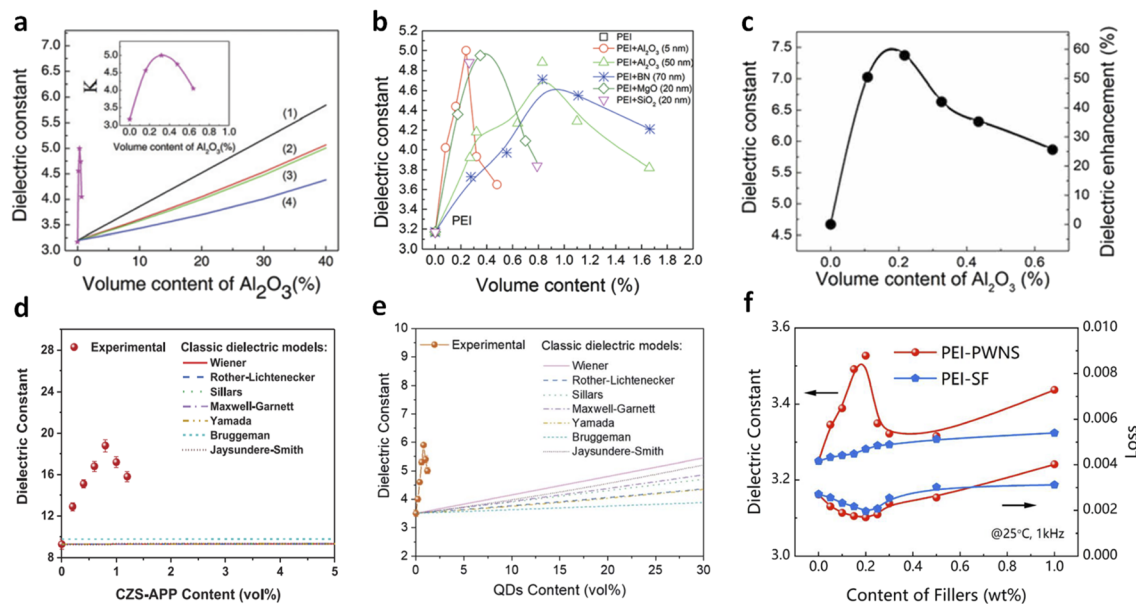 a
Dielectric constant
7.0
6.5
6.0
5.5
5.0
4.5
4.0
3.5
3.0
K
5.0
4.5
4.0
3.5
3.0
0.0 0.2 0.4 0.6 0.8 1.0
Volume content of Al2O3(%)
(1)
(2)
(3)
(4)
0 10 20 30 40
Volume content of Al2O3(%)
b
Dielectric constant
5.2
5.0
4.8
4.6
4.4
4.2
4.0
3.8
3.6
3.4
3.2
3.0
PEI
PEI+Al2O3 (5 nm)
PEI+Al2O3 (50 nm)
PEI+BN (70 nm)
PEI+MgO (20 nm)
PEI+SiO2 (20 nm)
PEI
0.0 0.2 0.4 0.6 0.8 1.0 1.2 1.4 1.6 1.8 2.0
Volume content (%)
c
Dielectric constant
7.5
7.0
6.5
6.0
5.5
5.0
4.5
60
50
40
30
20
10
0
Dielectric enhancement (%)
0.0 0.2 0.4 0.6
Volume content of Al2O3 (%)
d
Dielectric Constant
28
24
20
16
12
8
Experimental
Classic dielectric models:
Wiener
Rother-Lichtenecker
Sillars
Maxwell-Garnett
Yamada
Bruggeman
Jaysundere-Smith
0 1 2 3 4 5
CZS-APP Content (vol%)
e
Dielectric Constant
10
9
8
7
6
5
4
3
2
Experimental
Classic dielectric models:
Wiener
Rother-Lichtenecker
Sillars
Maxwell-Garnett
Yamada
Bruggeman
Jaysundere-Smith
0 5 10 15 20 25 30
QDs Content (vol%)
f
Dielectric Constant
3.6
3.4
3.2
3.0
PEI-PWNS
PEI-SF
@25°C, 1kHz
0.010
0.008
0.006
0.004
0.002
0.000
Loss
0.0 0.2 0.4 0.6 0.8 1.0
Content of Fillers (wt%)